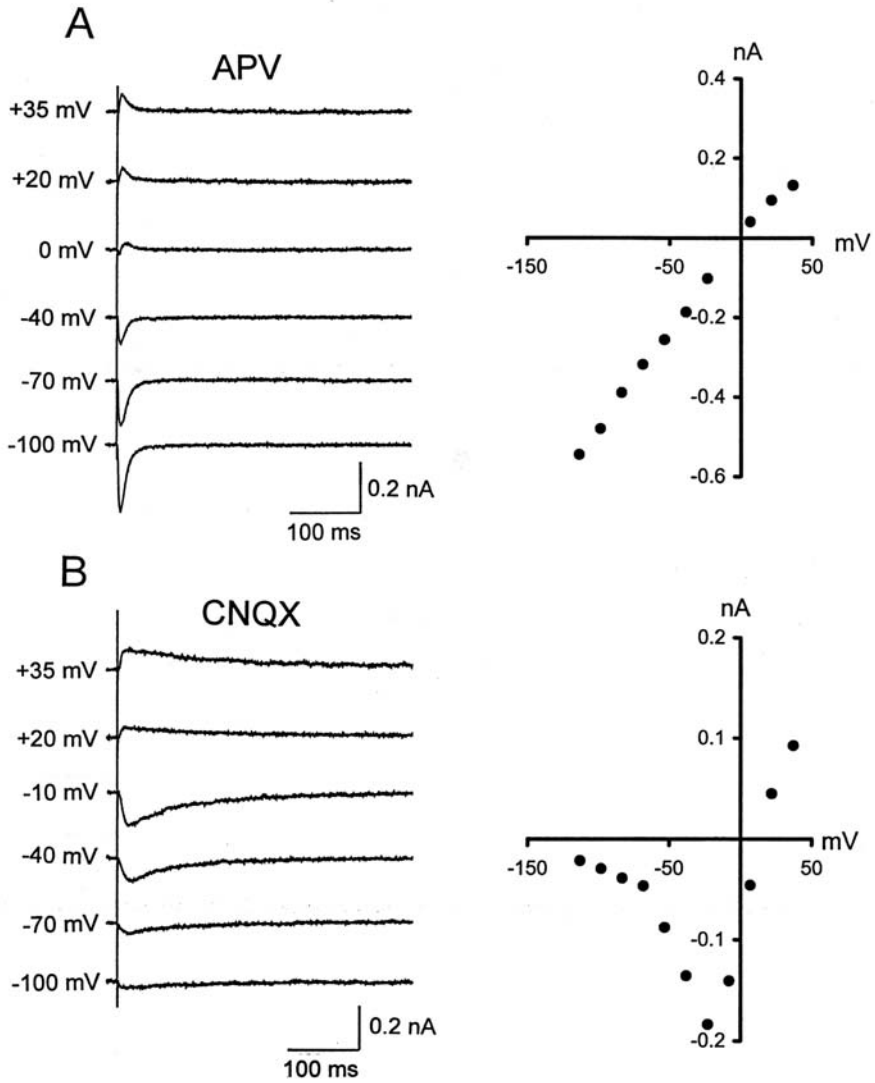 A
APV
+35 mV
+20 mV
0 mV
-40 mV
-70 mV
-100 mV
0.2 nA
100 ms
nA
0.4
0.2
mV
-150
-50
50
-0.2
-0.4
-0.6
B
CNQX
+35 mV
+20 mV
-10 mV
-40 mV
-70 mV
-100 mV
0.2 nA
100 ms
nA
0.2
0.1
mV
-150
-50
50
-0.1
-0.2